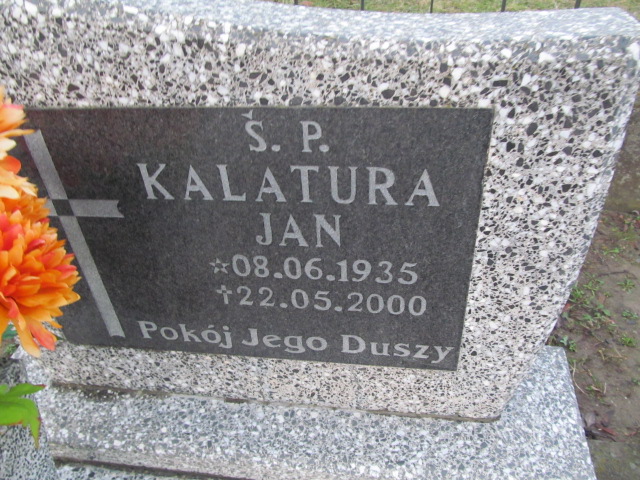 Ś. P.
KALATURA
JAN
☆08.06.1935
†22.05.2000
Pokój Jego Duszy